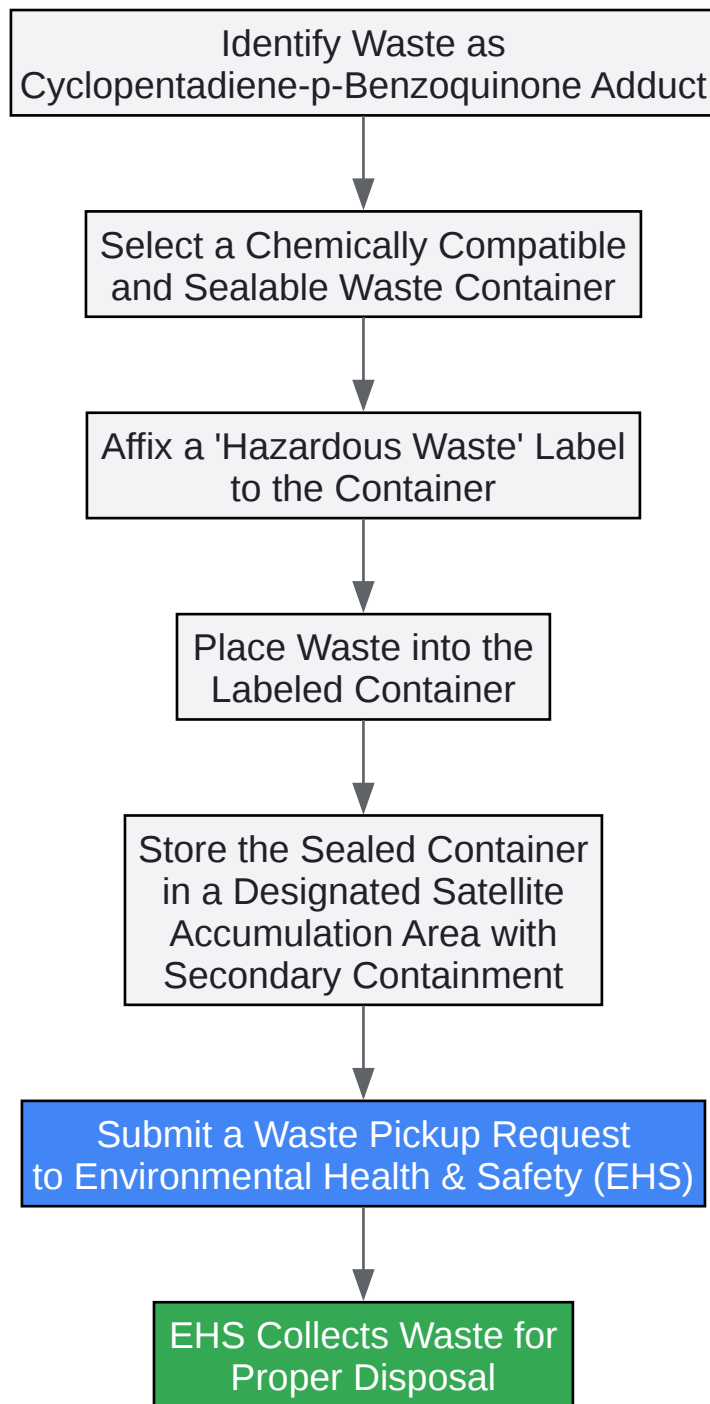 Identify Waste as
Cyclopentadiene-p-Benzoquinone Adduct
Select a Chemically Compatible
and Sealable Waste Container
Affix a 'Hazardous Waste' Label
to the Container
Place Waste into the
Labeled Container
Store the Sealed Container
in a Designated Satellite
Accumulation Area with
Secondary Containment
Submit a Waste Pickup Request
to Environmental Health & Safety (EHS)
EHS Collects Waste for
Proper Disposal